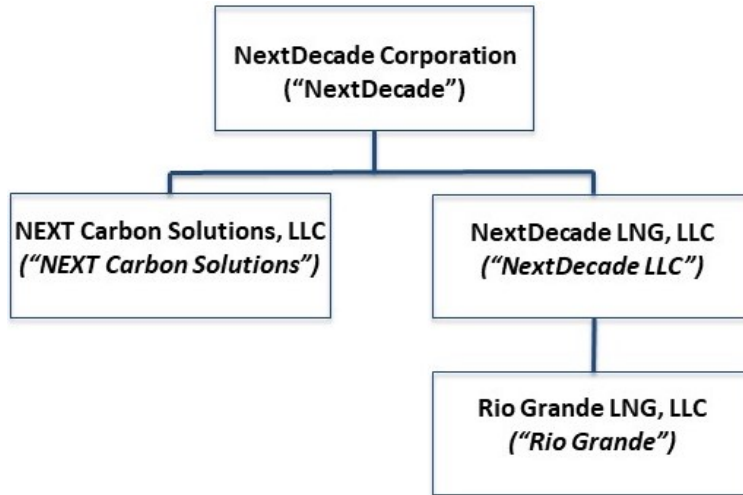 NextDecade Corporation
(“NextDecade”)
NEXT Carbon Solutions, LLC
(“NEXT Carbon Solutions”)
NextDecade LNG, LLC
(“NextDecade LLC”)
Rio Grande LNG, LLC
(“Rio Grande”)